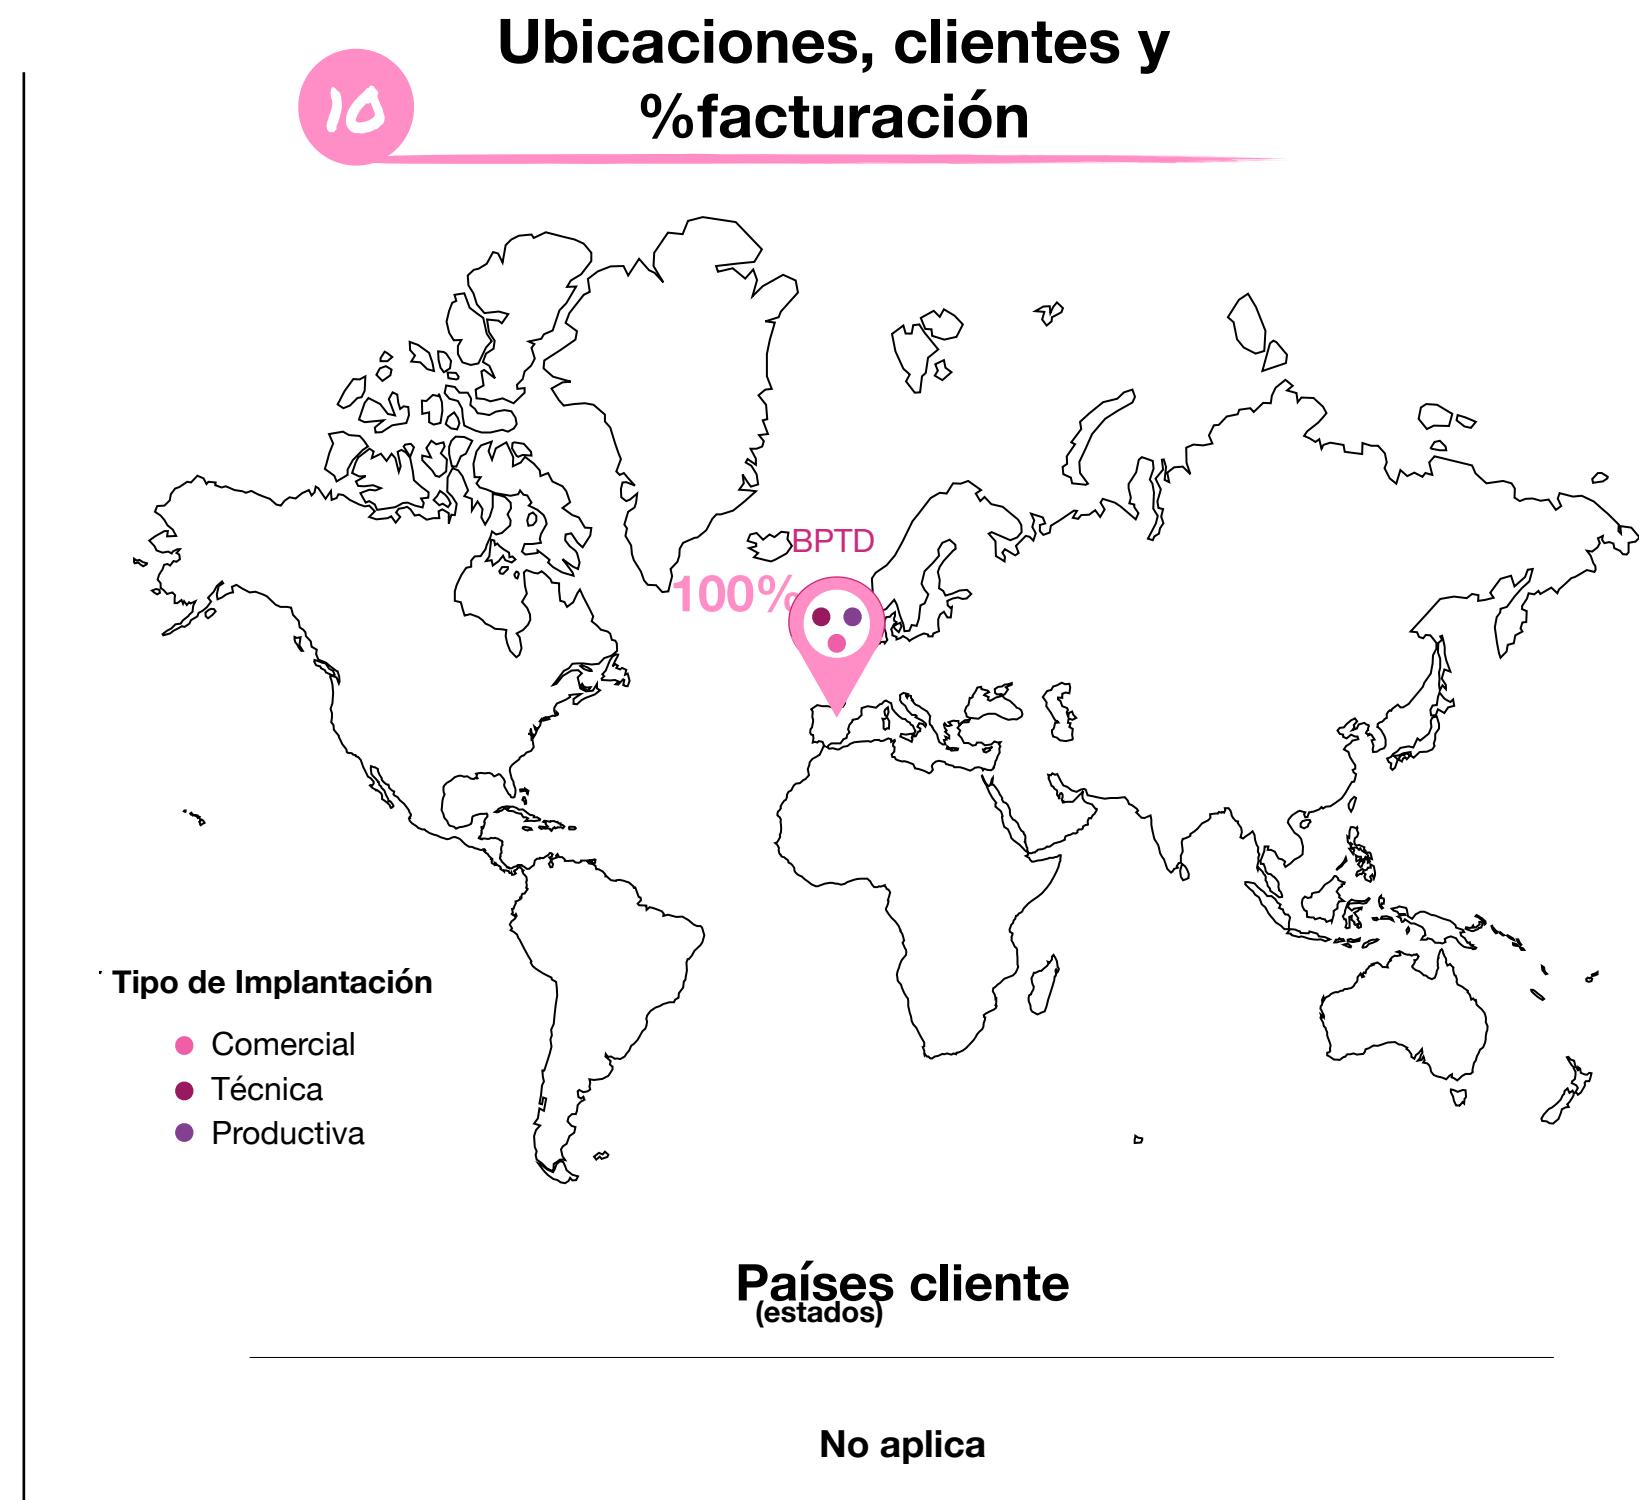 10
Ubicaciones, clientes y
%facturación
BPTD
100%
Tipo de Implantación
Comercial
Técnica
Productiva
Países cliente
(estados)
No aplica